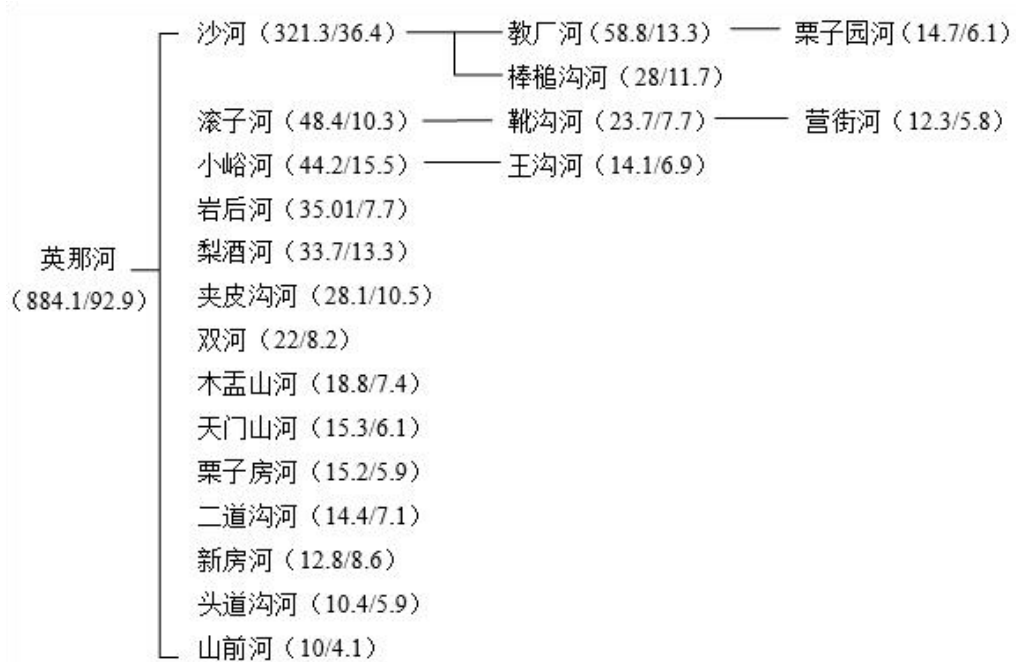 沙河（321.3/36.4） 教厂河（58.8/13.3） 栗子园河（14.7/6.1）
棒槌沟河（28/11.7）
滚子河（48.4/10.3） 靴沟河（23.7/7.7） 营街河（12.3/5.8）
小峪河（44.2/15.5） 王沟河（14.1/6.9）
岩后河（35.01/7.7）
梨酒河（33.7/13.3）
英那河
（884.1/92.9）
夹皮沟河（28.1/10.5）
双河（22/8.2）
木盂山河（18.8/7.4）
天门山河（15.3/6.1）
栗子房河（15.2/5.9）
二道沟河（14.4/7.1）
新房河（12.8/8.6）
头道沟河（10.4/5.9）
山前河（10/4.1）